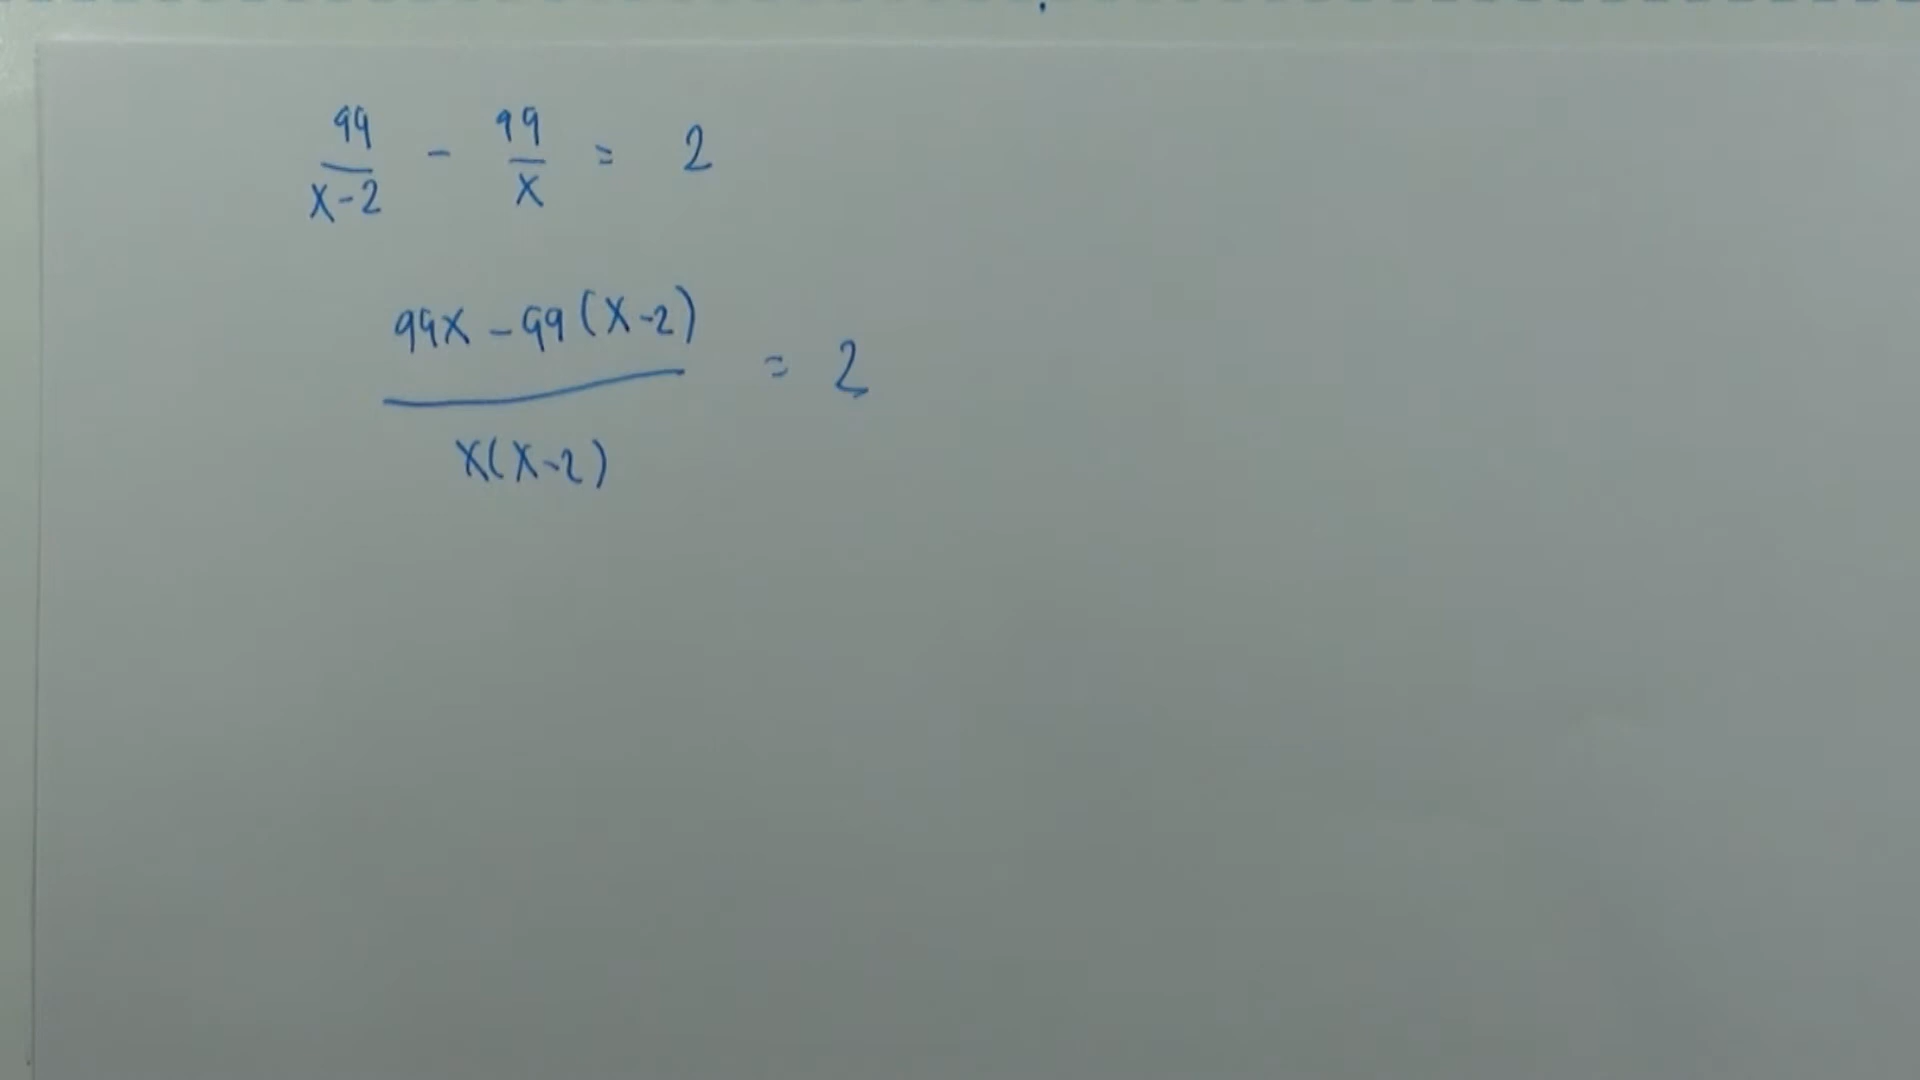 99/(x-2) - 99/x = 2
(99x - 99(x-2))/(x(x-2)) = 2